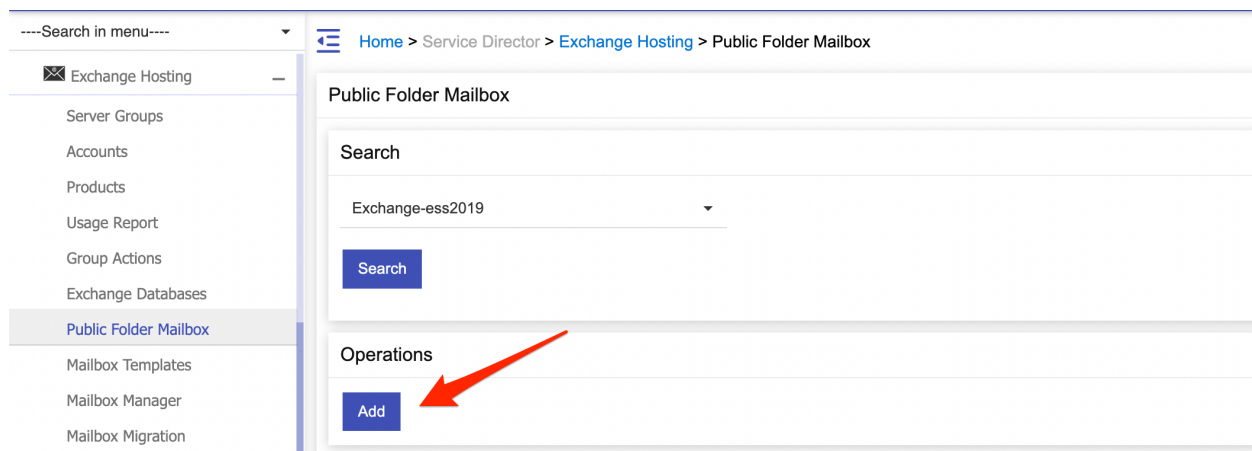 ----Search in menu----
Home > Service Director > Exchange Hosting > Public Folder Mailbox
Exchange Hosting
Server Groups
Accounts
Products
Usage Report
Group Actions
Exchange Databases
Public Folder Mailbox
Mailbox Templates
Mailbox Manager
Mailbox Migration
Public Folder Mailbox
Search
Exchange-ess2019
Search
Operations
Add